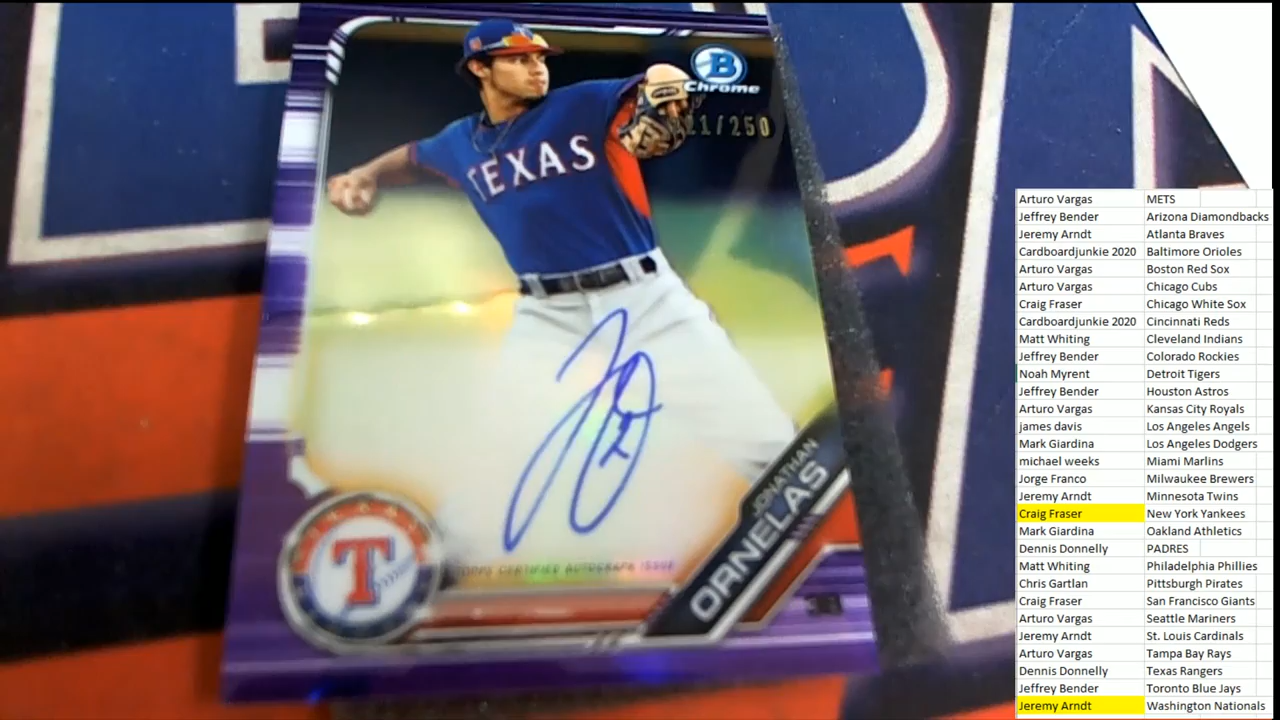 B
Chrome
21/250
TEXAS
JONATHAN
ORNELAS
T
TOPPS CERTIFIED AUTOGRAPH ISSUE
Arturo Vargas METS
Jeffrey Bender Arizona Diamondbacks
Jeremy Arndt Atlanta Braves
Cardboardjunkie 2020 Baltimore Orioles
Arturo Vargas Boston Red Sox
Arturo Vargas Chicago Cubs
Craig Fraser Chicago White Sox
Cardboardjunkie 2020 Cincinnati Reds
Matt Whiting Cleveland Indians
Jeffrey Bender Colorado Rockies
Noah Myrent Detroit Tigers
Jeffrey Bender Houston Astros
Arturo Vargas Kansas City Royals
james davis Los Angeles Angels
Mark Giardina Los Angeles Dodgers
michael weeks Miami Marlins
Jorge Franco Milwaukee Brewers
Jeremy Arndt Minnesota Twins
Craig Fraser New York Yankees
Mark Giardina Oakland Athletics
Dennis Donnelly PADRES
Matt Whiting Philadelphia Phillies
Chris Gartlan Pittsburgh Pirates
Craig Fraser San Francisco Giants
Arturo Vargas Seattle Mariners
Jeremy Arndt St. Louis Cardinals
Arturo Vargas Tampa Bay Rays
Dennis Donnelly Texas Rangers
Jeffrey Bender Toronto Blue Jays
Jeremy Arndt Washington Nationals